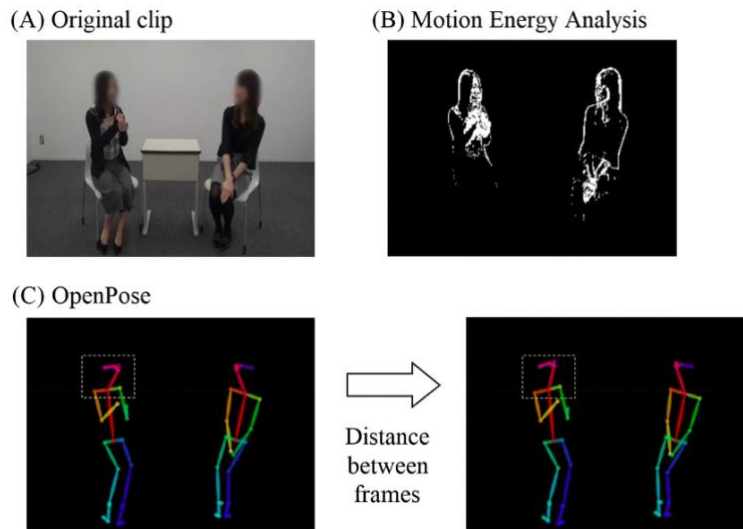 (A) Original clip
(B) Motion Energy Analysis
(C) OpenPose
Distance
between
frames